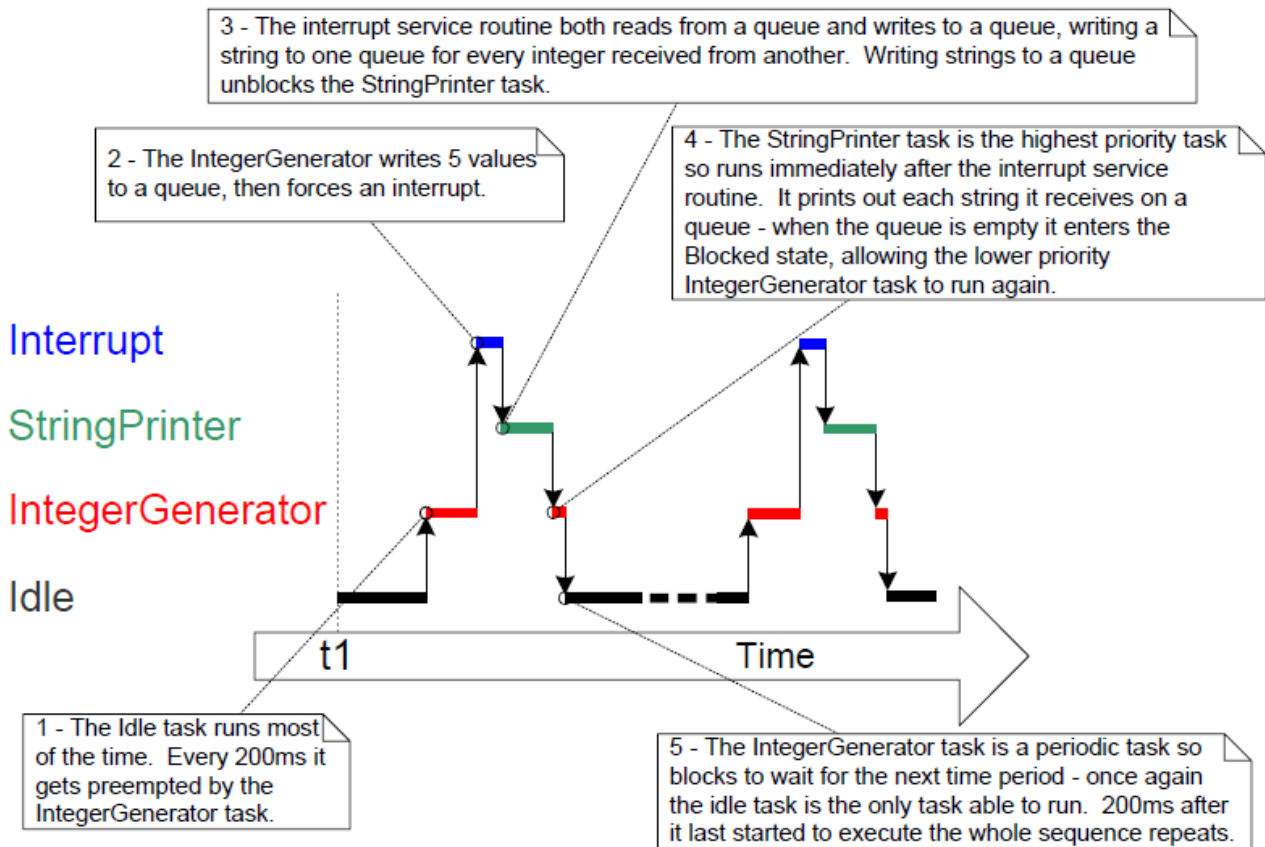 3 - The interrupt service routine both reads from a queue and writes to a queue, writing a
string to one queue for every integer received from another.  Writing strings to a queue
unblocks the StringPrinter task.
2 - The IntegerGenerator writes 5 values
to a queue, then forces an interrupt.
4 - The StringPrinter task is the highest priority task
so runs immediately after the interrupt service
routine.  It prints out each string it receives on a
queue - when the queue is empty it enters the
Blocked state, allowing the lower priority
IntegerGenerator task to run again.
Interrupt
StringPrinter
IntegerGenerator
Idle
t1
Time
1 - The Idle task runs most
of the time.  Every 200ms it
gets preempted by the
IntegerGenerator task.
5 - The IntegerGenerator task is a periodic task so
blocks to wait for the next time period - once again
the idle task is the only task able to run.  200ms after
it last started to execute the whole sequence repeats.